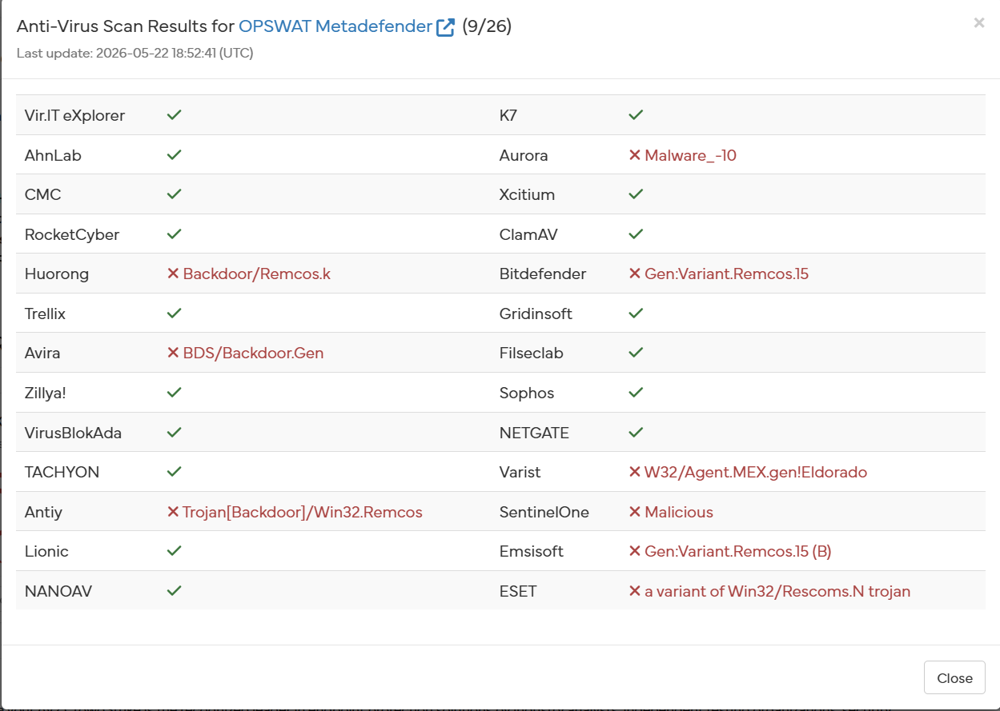 Anti-Virus Scan Results for OPSWAT Metadefender (9/26)
×
Last update: 2026-05-22 18:52:41 (UTC)
Vir.IT eXplorer ✓ K7 ✓
AhnLab ✓ Aurora ✕ Malware_-10
CMC ✓ Xcitium ✓
RocketCyber ✓ ClamAV ✓
Huorong ✕ Backdoor/Remcos.k Bitdefender ✕ Gen:Variant.Remcos.15
Trellix ✓ Gridinsoft ✓
Avira ✕ BDS/Backdoor.Gen Filseclab ✓
Zillya! ✓ Sophos ✓
VirusBlokAda ✓ NETGATE ✓
TACHYON ✓ Varist ✕ W32/Agent.MEX.gen!Eldorado
Antiy ✕ Trojan[Backdoor]/Win32.Remcos SentinelOne ✕ Malicious
Lionic ✓ Emsisoft ✕ Gen:Variant.Remcos.15 (B)
NANOAV ✓ ESET ✕ a variant of Win32/Rescoms.N trojan
Close